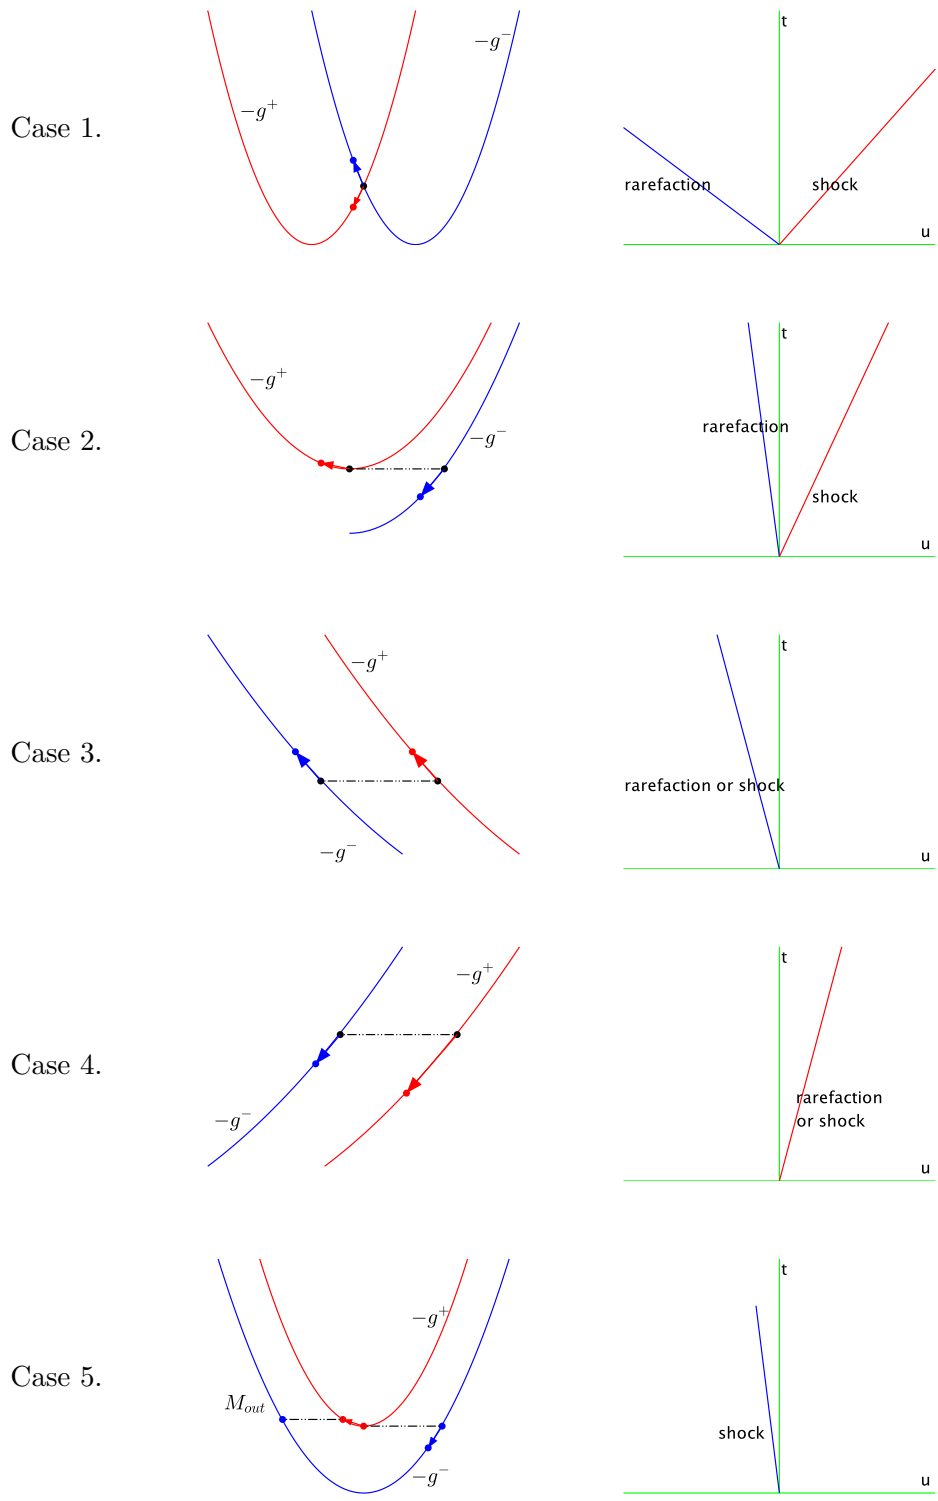 Case 1.
−g⁺
−g⁻
t
rarefaction
shock
u
Case 2.
−g⁺
−g⁻
t
rarefaction
shock
u
Case 3.
−g⁺
−g⁻
t
rarefaction or shock
u
Case 4.
−g⁺
−g⁻
t
rarefaction
or shock
u
Case 5.
−g⁺
M_out
−g⁻
t
shock
u